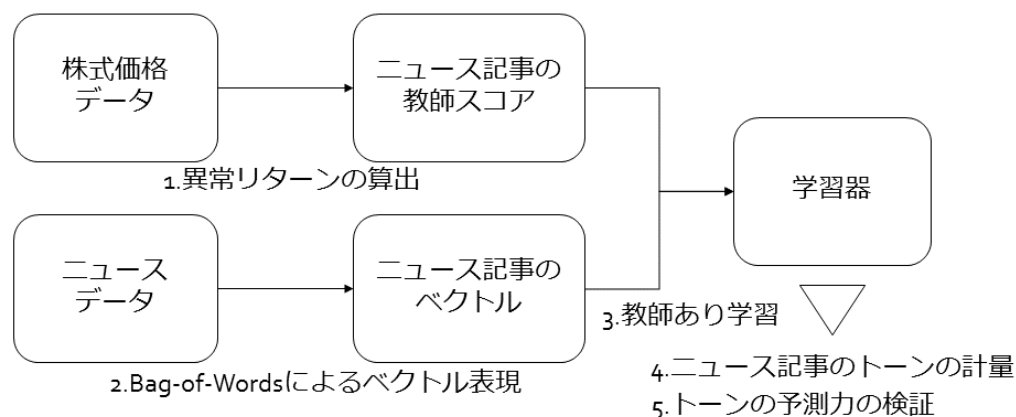 株式価格
データ
ニュース記事の
教師スコア
1.異常リターンの算出
学習器
ニュース
データ
ニュース記事の
ベクトル
3.教師あり学習
2.Bag-of-Wordsによるベクトル表現
4.ニュース記事のトーンの計量
5.トーンの予測力の検証